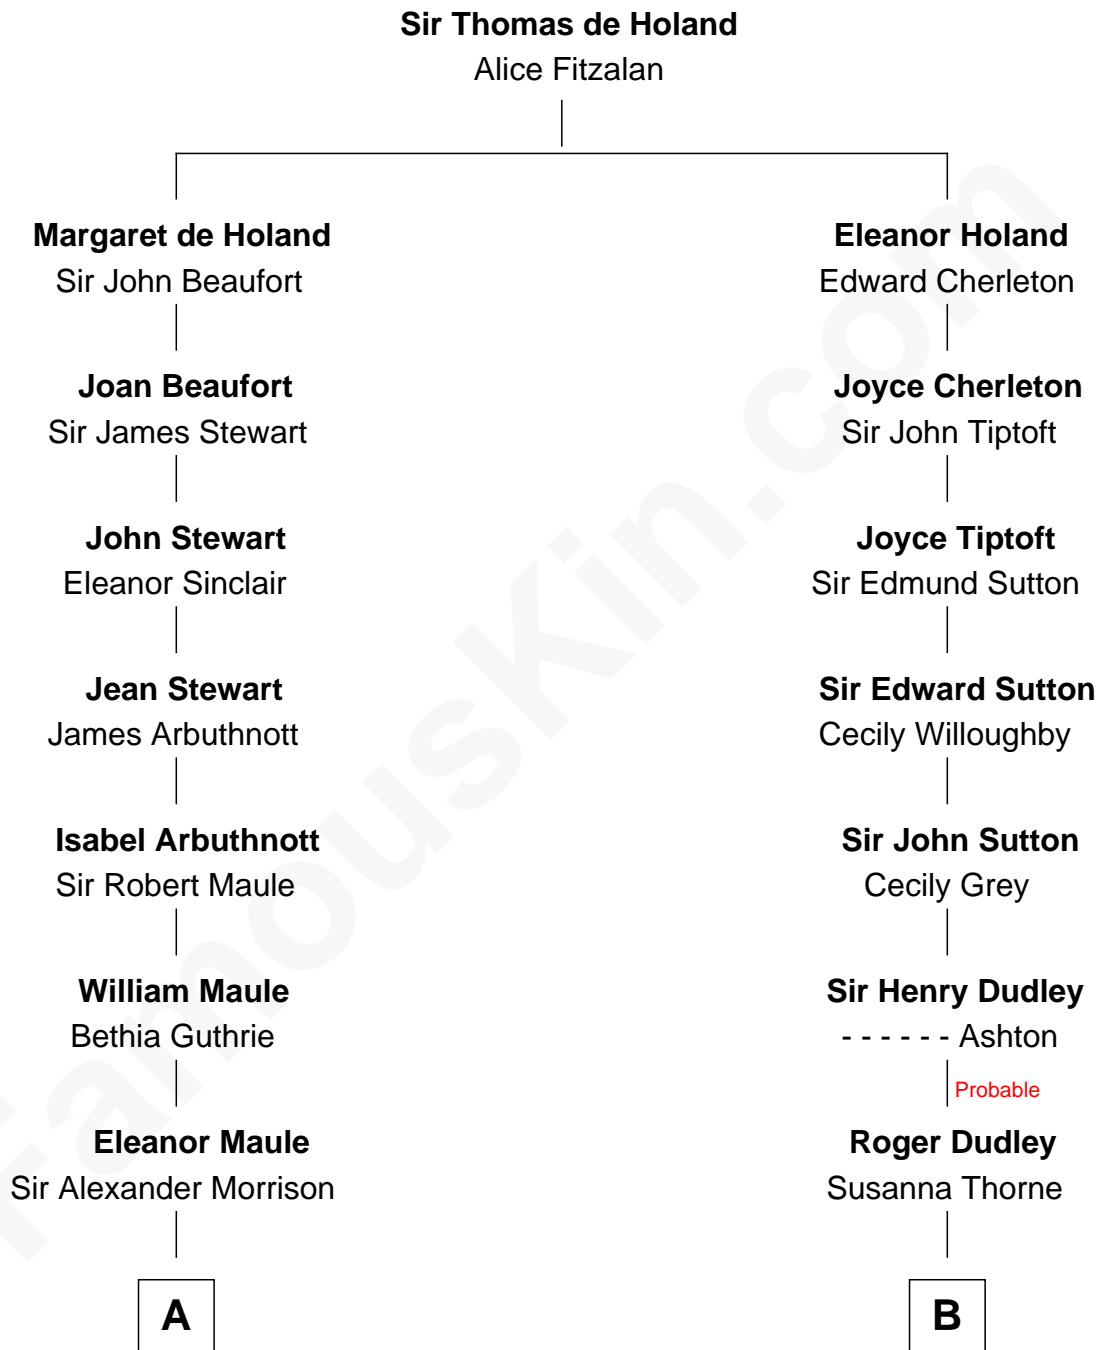 Sir Thomas de Holand
Alice Fitzalan
Margaret de Holand
Sir John Beaufort
Joan Beaufort
Sir James Stewart
John Stewart
Eleanor Sinclair
Jean Stewart
James Arbuthnott
Isabel Arbuthnott
Sir Robert Maule
William Maule
Bethia Guthrie
Eleanor Maule
Sir Alexander Morrison
A
Eleanor Holand
Edward Cherleton
Joyce Cherleton
Sir John Tiptoft
Joyce Tiptoft
Sir Edmund Sutton
Sir Edward Sutton
Cecily Willoughby
Sir John Sutton
Cecily Grey
Sir Henry Dudley
- - - - - - Ashton
Probable
Roger Dudley
Susanna Thorne
B
FamousKin.com